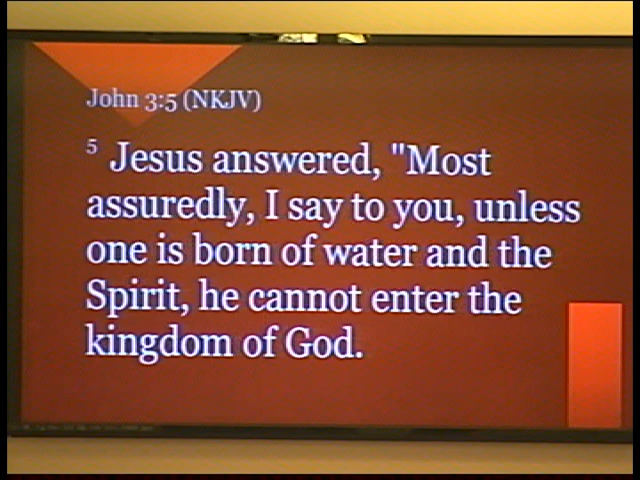 John 3:5 (NKJV)
5 Jesus answered, "Most
assuredly, I say to you, unless
one is born of water and the
Spirit, he cannot enter the
kingdom of God.